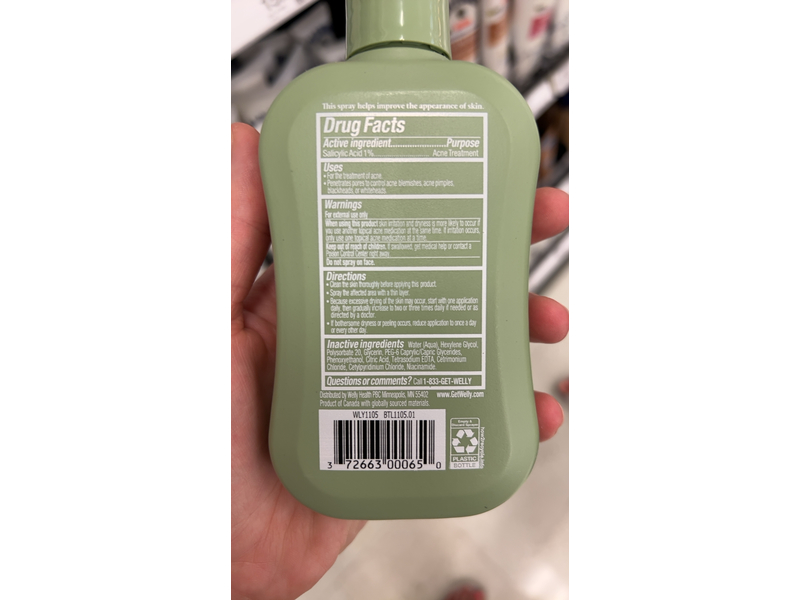 This spray helps improve the appearance of skin.
Drug Facts
Active ingredient......................Purpose
Salicylic Acid 1% Acne Treatment
Uses
• For the treatment of acne.
• Penetrates pores to control acne blemishes, acne pimples,
blackheads, or whiteheads.
Warnings
For external use only
When using this product skin irritation and dryness is more likely to occur if
you use another topical acne medication at the same time. If irritation occurs,
only use one topical acne medication at a time.
Keep out of reach of children. If swallowed, get medical help or contact a
Poison Control Center right away.
Do not spray on face.
Directions
• Clean the skin thoroughly before applying this product.
• Spray the affected area with a thin layer.
• Because excessive drying of the skin may occur, start with one application
daily, then gradually increase to two or three times daily if needed or as
directed by a doctor.
• If bothersome dryness or peeling occurs, reduce application to once a day
or every other day.
Inactive ingredients Water (Aqua), Hexylene Glycol,
Polysorbate 20, Glycerin, PEG-6 Caprylic/Capric Glycerides,
Phenoxyethanol, Citric Acid, Tetrasodium EDTA, Cetrimonium
Chloride, Cetylpyridinium Chloride, Niacinamide.
Questions or comments? Call 1-833-GET-WELLY
Distributed by Welly Health PBC Minneapolis, MN 55402 www.GetWelly.com
Product of Canada with globally sourced materials.
WLY1105 BTL1105.01
3 72663 00065 0
Empty &
Discard Sprayer
PLASTIC
BOTTLE
how2recycle.info